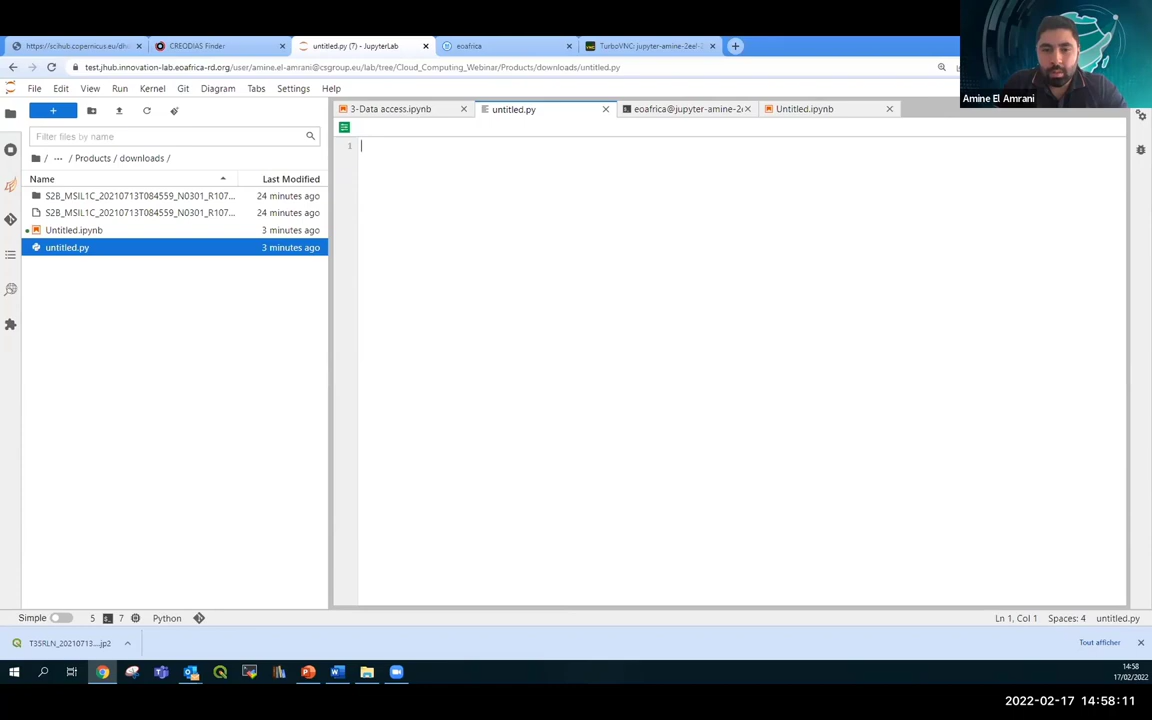 https://scihub.copernicus.eu/dh
CREODIAS Finder
untitled.py (7) - JupyterLab
eoafrica
TurboVNC: jupyter-amine-2eel-
test.jhub.innovation-lab.eoafrica-rd.org/user/amine.el-amrani@csgroup.eu/lab/tree/Cloud_Computing_Webinar/Products/downloads/untitled.py
Amine El Amrani
File Edit View Run Kernel Git Diagram Tabs Settings Help
3-Data access.ipynb
untitled.py
eoafrica@jupyter-amine-2
Untitled.ipynb
Filter files by name
/ ... / Products / downloads /
1
Name Last Modified
S2B_MSIL1C_20210713T084559_N0301_R107... 24 minutes ago
S2B_MSIL1C_20210713T084559_N0301_R107... 24 minutes ago
Untitled.ipynb 3 minutes ago
untitled.py 3 minutes ago
Simple 5 7 Python
Ln 1, Col 1 Spaces: 4 untitled.py
T35RLN_20210713....jp2
Tout afficher
14:58
17/02/2022
2022-02-17 14:58:11